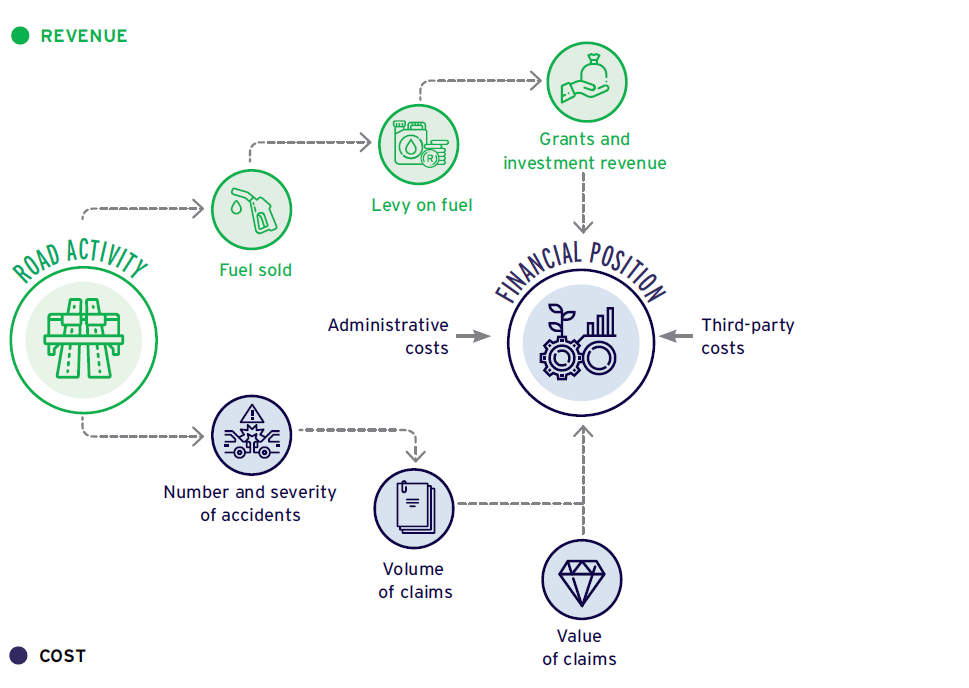 REVENUE
Grants and
investment revenue
Levy on fuel
Fuel sold
ROAD ACTIVITY
FINANCIAL POSITION
Administrative
costs
Third-party
costs
Number and severity
of accidents
Volume
of claims
Value
of claims
COST
R